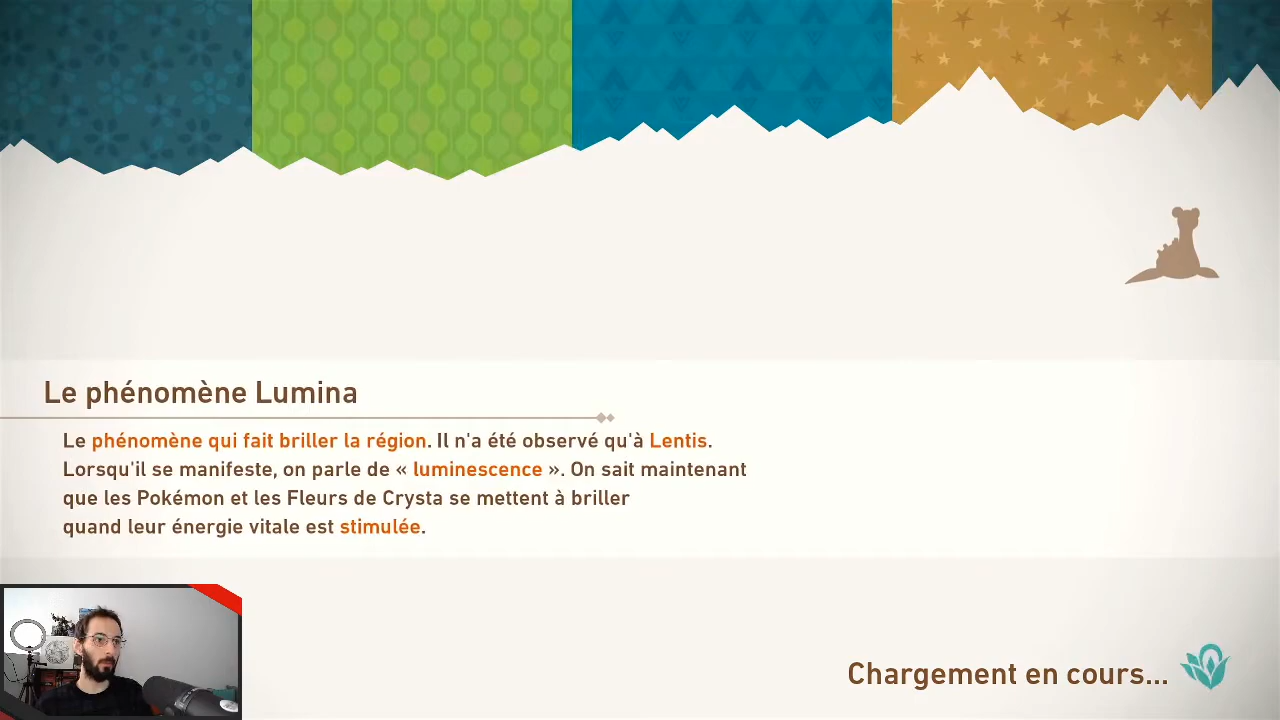 Le phénomène Lumina
Le phénomène qui fait briller la région. Il n'a été observé qu'à Lentis.
Lorsqu'il se manifeste, on parle de « luminescence ». On sait maintenant
que les Pokémon et les Fleurs de Crysta se mettent à briller
quand leur énergie vitale est stimulée.
Chargement en cours...